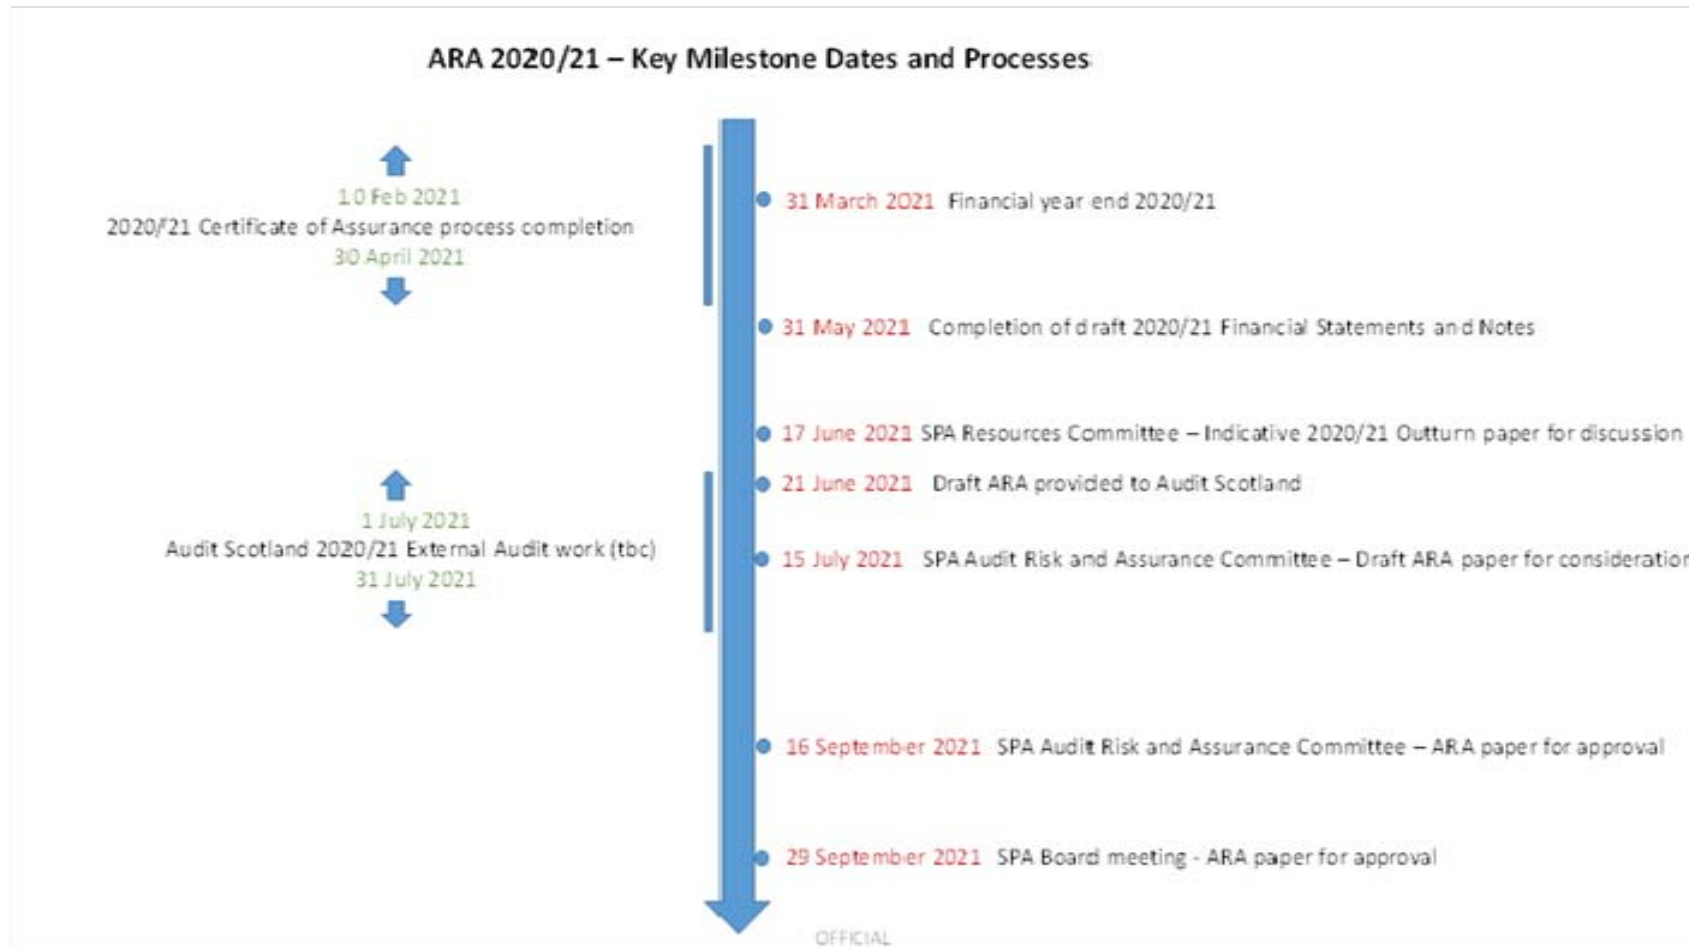 ARA 2020/21 – Key Milestone Dates and Processes
10 Feb 2021
2020/21 Certificate of Assurance process completion
30 April 2021
31 March 2021 Financial year end 2020/21
31 May 2021 Completion of draft 2020/21 Financial Statements and Notes
17 June 2021 SPA Resources Committee – Indicative 2020/21 Outturn paper for discussion
21 June 2021 Draft ARA provided to Audit Scotland
1 July 2021
Audit Scotland 2020/21 External Audit work (tbc)
31 July 2021
15 July 2021 SPA Audit Risk and Assurance Committee – Draft ARA paper for consideration
16 September 2021 SPA Audit Risk and Assurance Committee – ARA paper for approval
29 September 2021 SPA Board meeting - ARA paper for approval
OFFICIAL